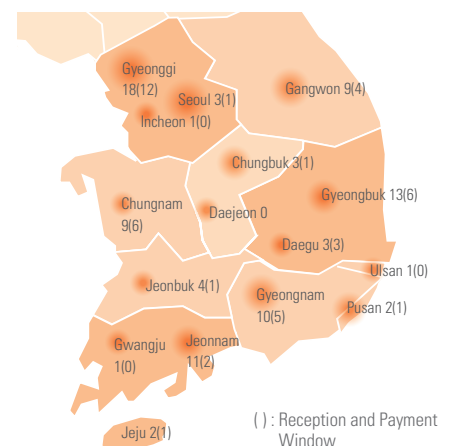 Gyeonggi
18(12)
Seoul 3(1)
Incheon 1(0)
Gangwon 9(4)
Chungbuk 3(1)
Chungnam
9(6)
Daejeon 0
Gyeongbuk 13(6)
Daegu 3(3)
Ulsan 1(0)
Jeonbuk 4(1)
Gyeongnam
10(5)
Pusan 2(1)
Gwangju
1(0)
Jeonnam
11(2)
Jeju 2(1)
( ) : Reception and Payment
Window